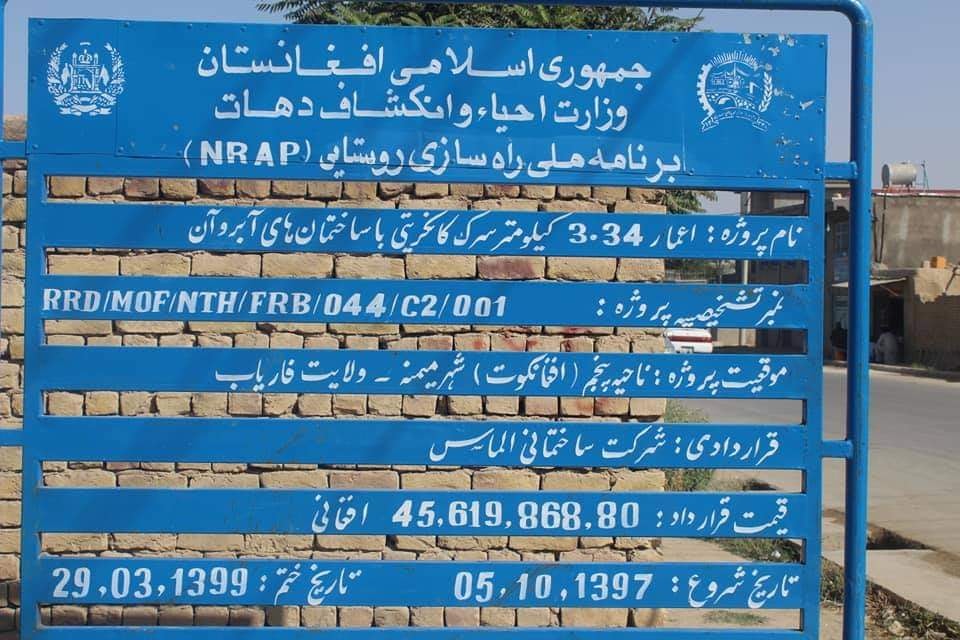 جمهوری اسلامی افغانستان
وزارت احیاء و انکشاف دهات
برنامه ملی راه سازی روستایی (NRAP)
نام پروژه: اعمار 3.34 کیلومتر سرک کانکریتی با ساختمان های آبرو آن
نمبر تشخیصیه پروژه: RRD/MOF/NTH/FRB/044/C2/001
موقعیت پروژه: ناحیه پنجم (افغانکوت) شهر میمنه - ولایت فاریاب
قراردادی: شرکت ساختمانی الماس
قیمت قرارداد: 45,619,868,80 افغانی
تاریخ شروع: 05,10,1397 تاریخ ختم: 29,03,1399